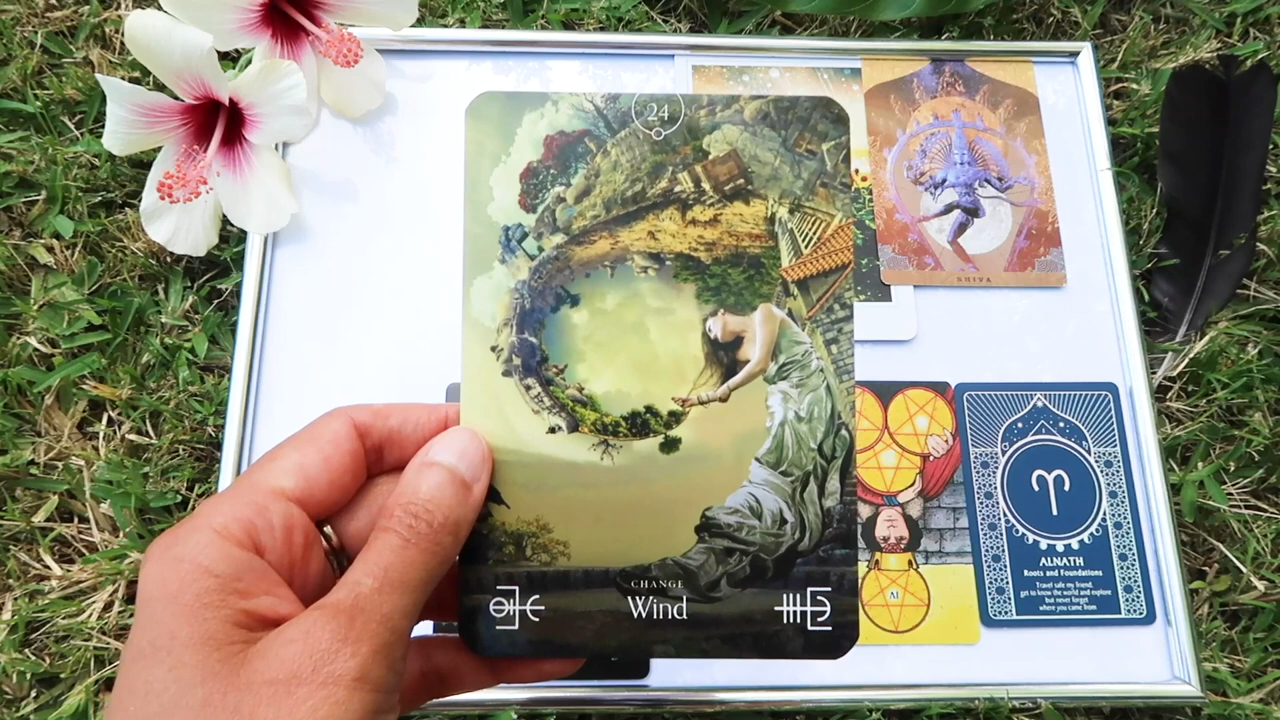 24
CHANGE
Wind
SHIVA
ALNATH
Roots and Foundations
Travel safe my friend,
get to know the world and explore
but never forget
where you came from